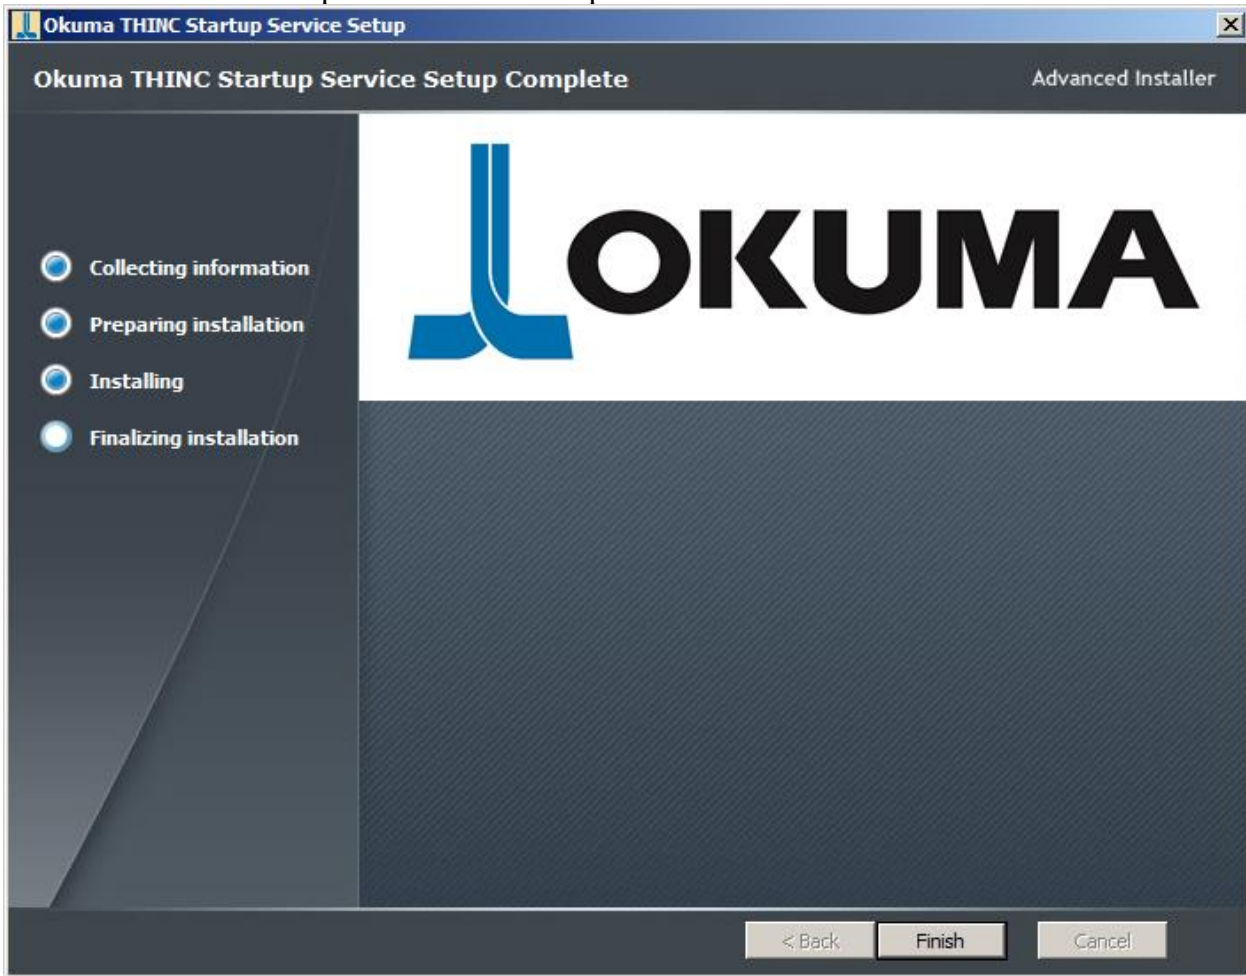 Okuma THINC Startup Service Setup
Okuma THINC Startup Service Setup Complete
Advanced Installer
OKUMA
Collecting information
Preparing installation
Installing
Finalizing installation
< Back
Finish
Cancel